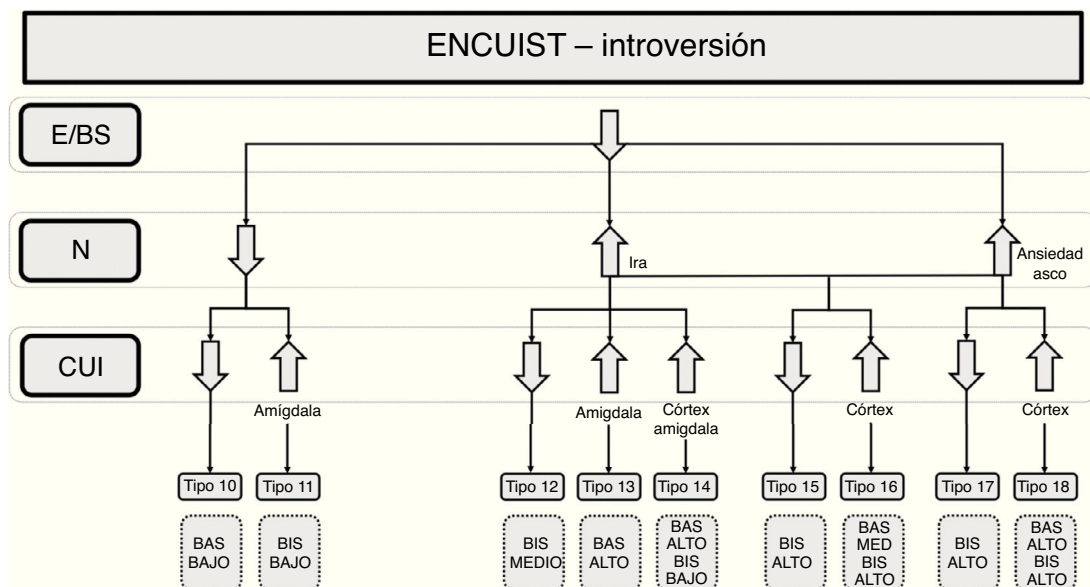 ENCUIST – introversión
E/BS
N
Ira
Ansiedad
asco
CUI
Amígdala
Amigdala
Córtex
amigdala
Córtex
Córtex
Tipo 10
Tipo 11
Tipo 12
Tipo 13
Tipo 14
Tipo 15
Tipo 16
Tipo 17
Tipo 18
BAS
BAJO
BIS
BAJO
BIS
MEDIO
BAS
ALTO
BAS
ALTO
BIS
BAJO
BIS
ALTO
BAS
MED
BIS
ALTO
BIS
ALTO
BAS
ALTO
BIS
ALTO